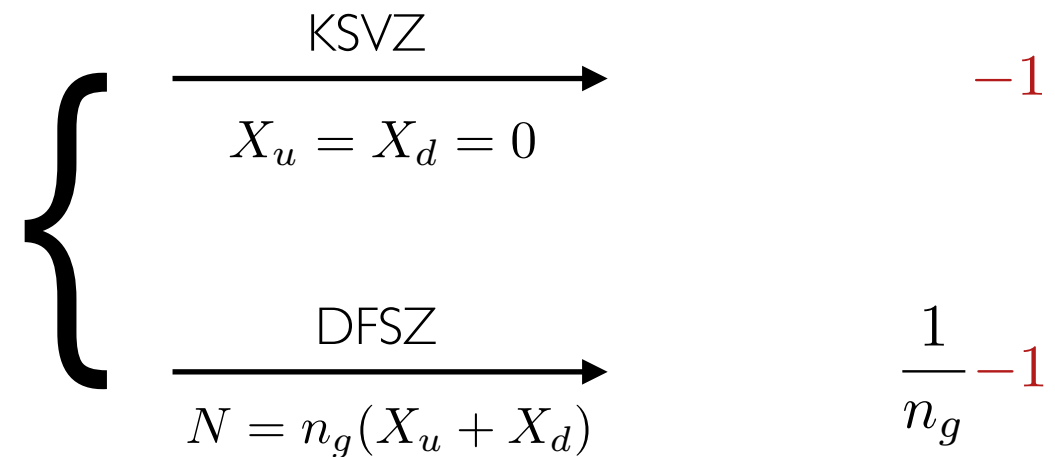 KSVZ
X_u = X_d = 0
−1
DFSZ
N = n_g(X_u + X_d)
1/n_g −1